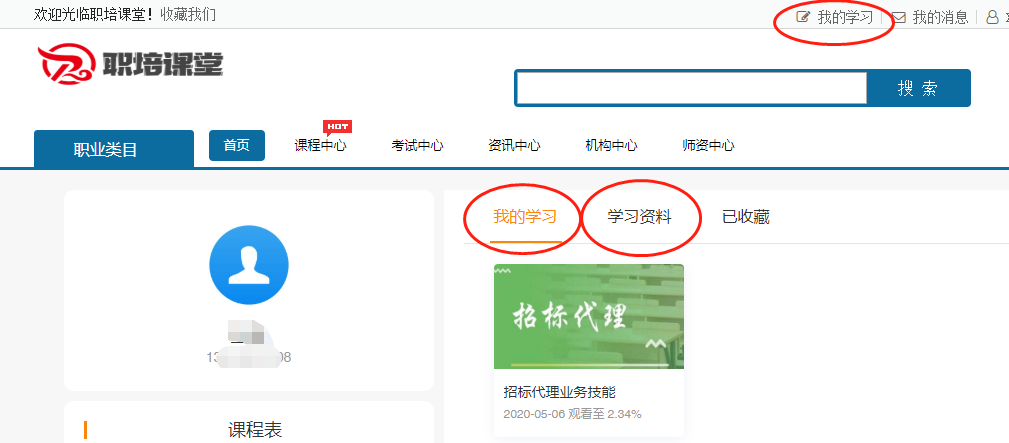 欢迎光临职培课堂！收藏我们
我的学习 我的消息
职培课堂
搜 索
HOT
职业类目 首页 课程中心 考试中心 资讯中心 机构中心 师资中心
我的学习 学习资料 已收藏
招标代理
招标代理业务技能
2020-05-06 观看至 2.34%
课程表